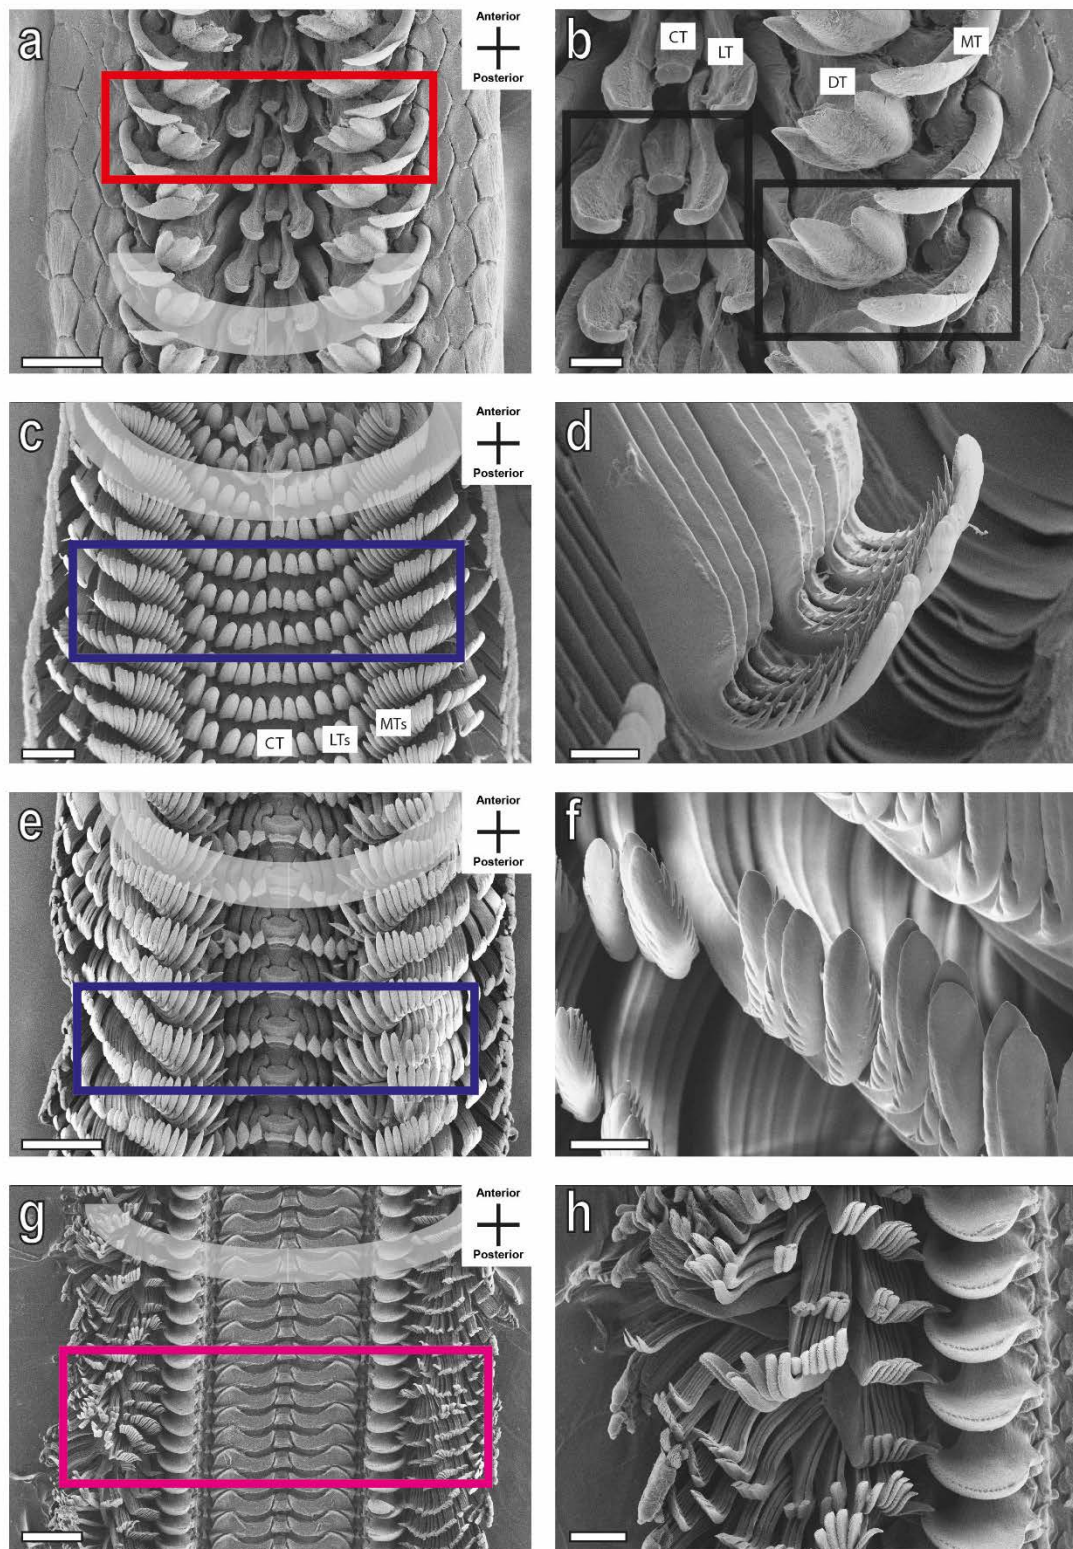 a
Anterior
Posterior
b
CT
LT
MT
DT
c
Anterior
Posterior
CT
LTs
MTs
d
e
Anterior
Posterior
f
g
Anterior
Posterior
h